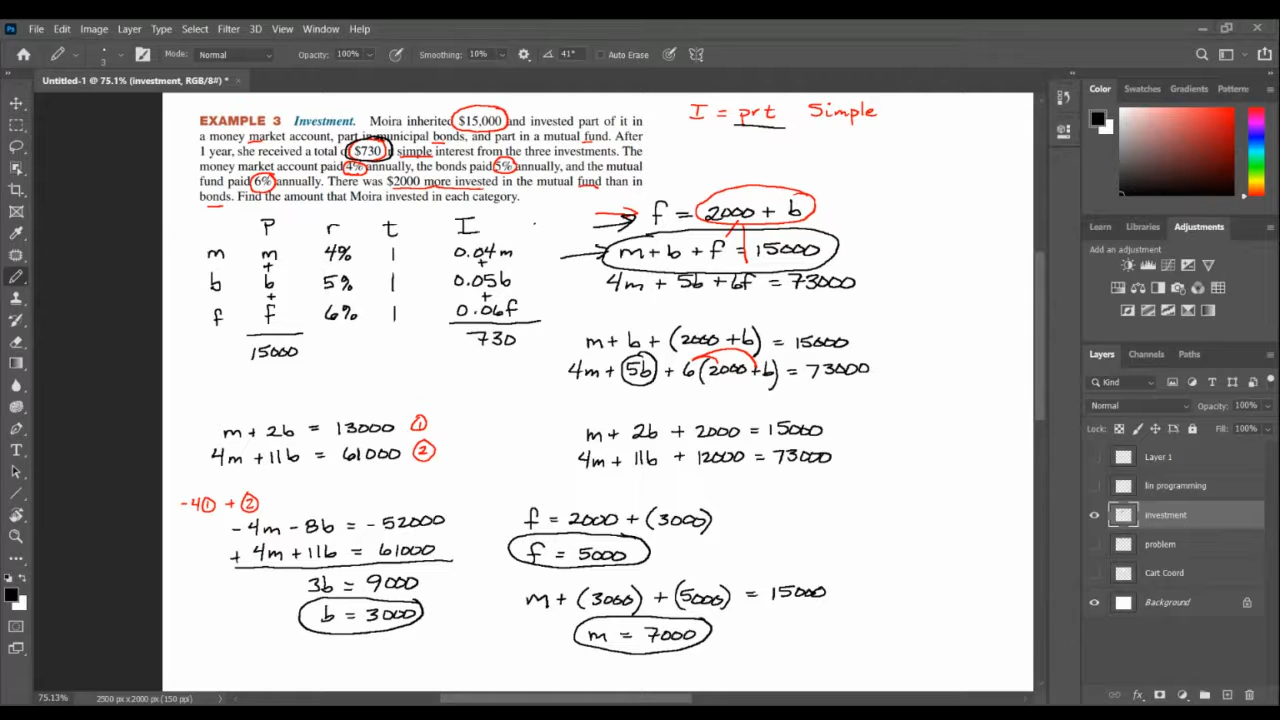 Ps File Edit Image Layer Type Select Filter 3D View Window Help
3 Mode: Normal Opacity: 100% Smoothing: 10% 41° Auto Erase
Untitled-1 @ 75.1% (investment, RGB/8#) * ×
EXAMPLE 3 Investment. Moira inherited $15,000 and invested part of it in
a money market account, part in municipal bonds, and part in a mutual fund. After
1 year, she received a total of $730 simple interest from the three investments. The
money market account paid 4% annually, the bonds paid 5% annually, and the mutual
fund paid 6% annually. There was $2000 more invested in the mutual fund than in
bonds. Find the amount that Moira invested in each category.
I = prt Simple
P r t I
m m 4% 1 0.04m
+ +
b b 5% 1 0.05b
+ +
f f 6% 1 0.06f
15000 730
f = 2000 + b
m + b + f = 15000
4m + 5b + 6f = 73000
m + b + (2000 + b) = 15000
4m + 5b + 6(2000 + b) = 73000
m + 2b = 13000 ①
4m + 11b = 61000 ②
m + 2b + 2000 = 15000
4m + 11b + 12000 = 73000
-4① + ②
-4m - 8b = -52000
+ 4m + 11b = 61000
3b = 9000
b = 3000
f = 2000 + (3000)
f = 5000
m + (3000) + (5000) = 15000
m = 7000
Color Swatches Gradients Patterns
Learn Libraries Adjustments
Add an adjustment
Layers Channels Paths
Kind
Normal Opacity: 100%
Lock: Fill: 100%
Layer 1
lin programming
investment
problem
Cart Coord
Background
fx
75.13% 2500 px x 2000 px (150 ppi)